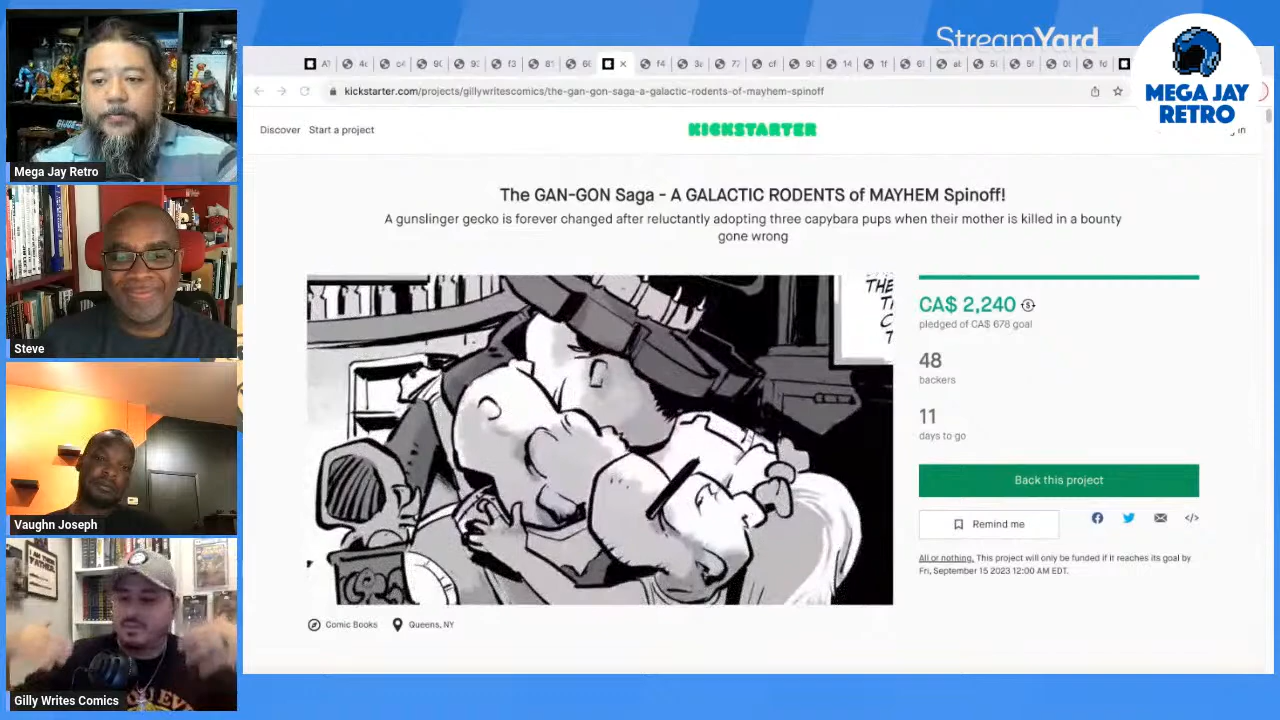 StreamYard
MEGA JAY
RETRO
kickstarter.com/projects/gillywritescomics/the-gan-gon-saga-a-galactic-rodents-of-mayhem-spinoff
Discover Start a project
KICKSTARTER
The GAN-GON Saga - A GALACTIC RODENTS of MAYHEM Spinoff!
A gunslinger gecko is forever changed after reluctantly adopting three capybara pups when their mother is killed in a bounty
gone wrong
CA$ 2,240
pledged of CA$ 678 goal
48
backers
11
days to go
Back this project
Remind me
All or nothing. This project will only be funded if it reaches its goal by
Fri, September 15 2023 12:00 AM EDT.
Comic Books Queens, NY
Mega Jay Retro
Steve
Vaughn Joseph
Gilly Writes Comics